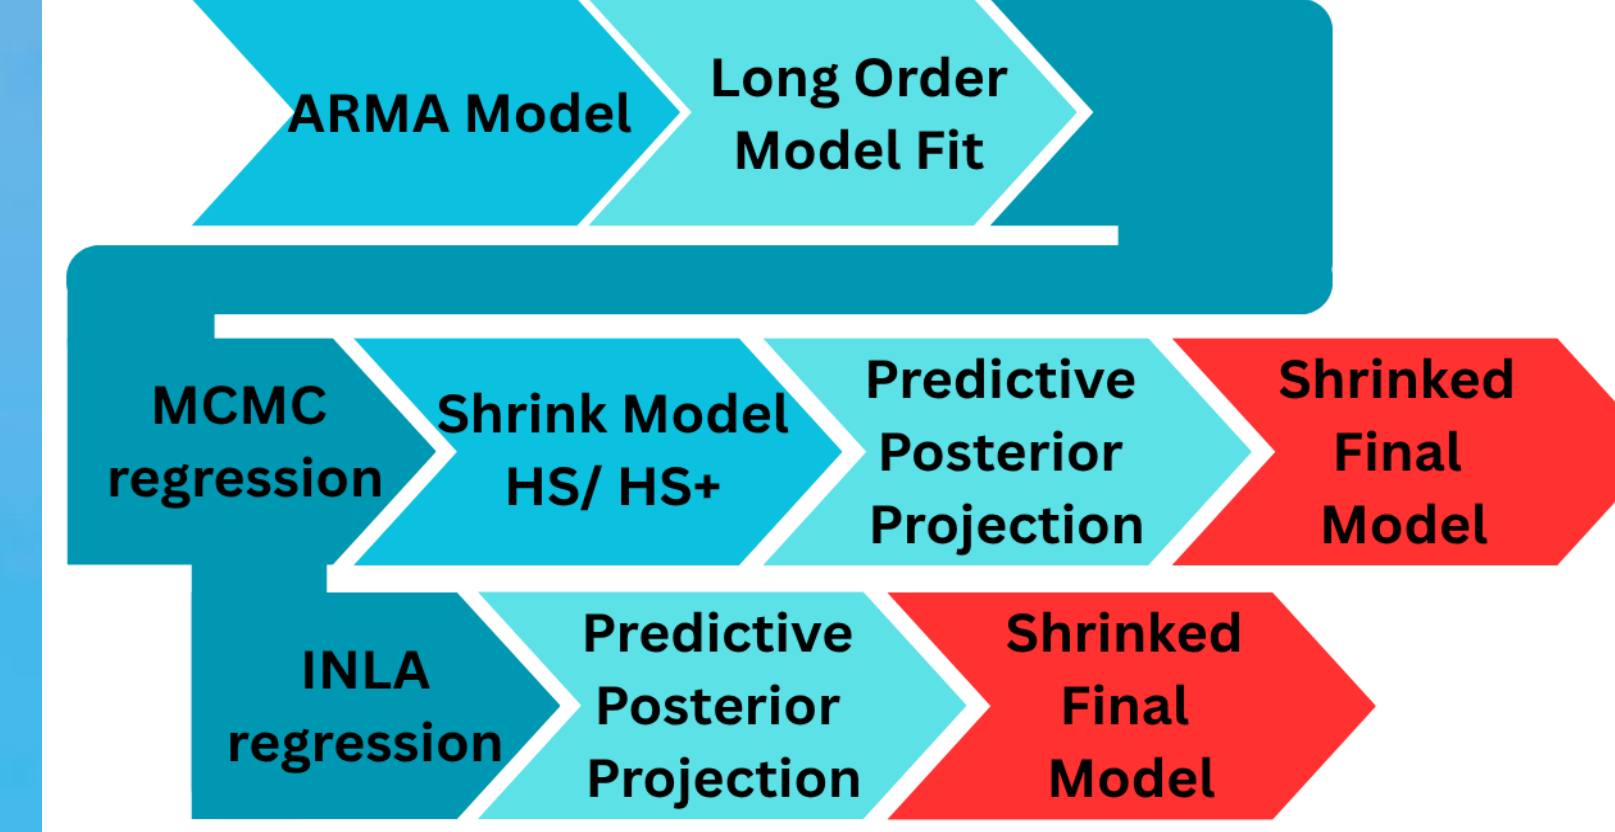 ARMA Model
Long Order
Model Fit
MCMC
regression
Shrink Model
HS/ HS+
Predictive
Posterior
Projection
Shrinked
Final
Model
INLA
regression
Predictive
Posterior
Projection
Shrinked
Final
Model